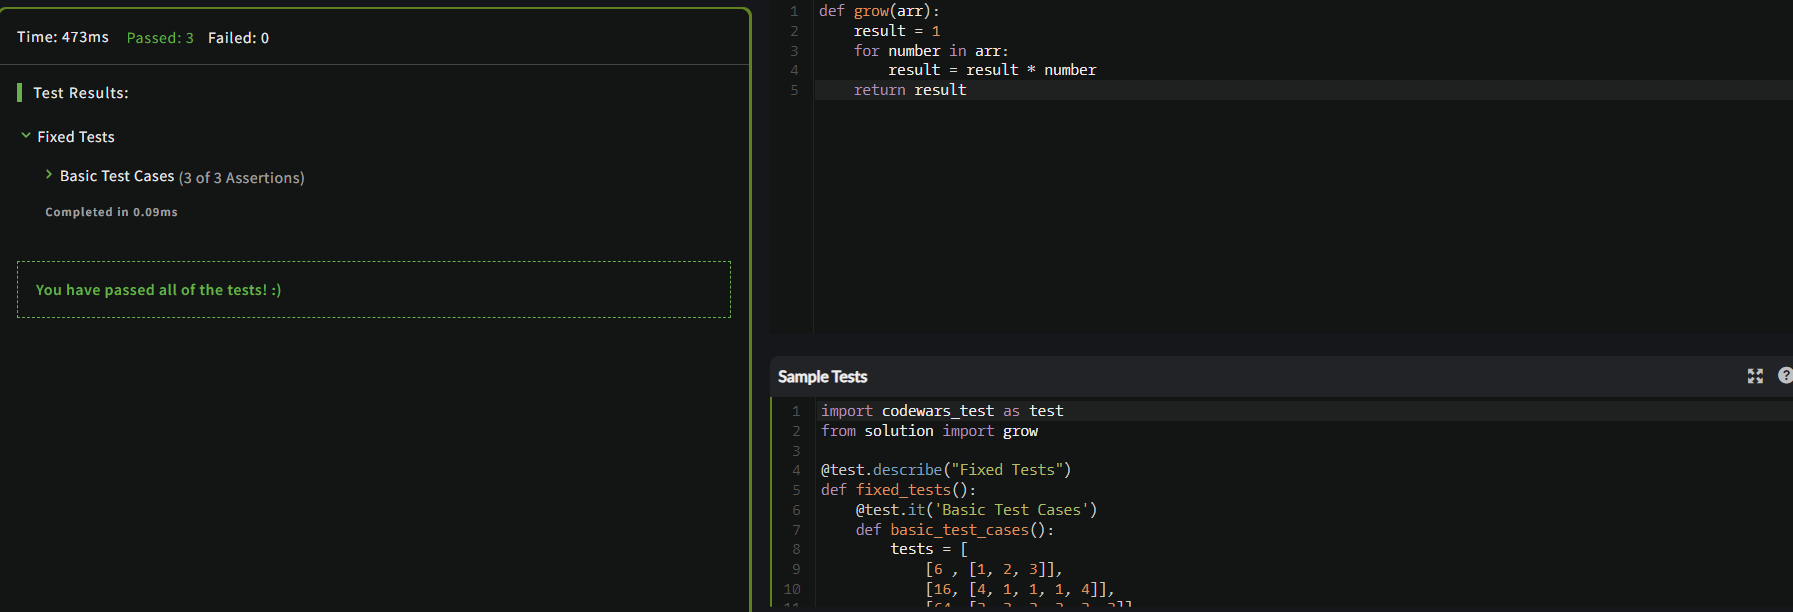 Time: 473ms Passed: 3 Failed: 0
Test Results:
Fixed Tests
Basic Test Cases (3 of 3 Assertions)
Completed in 0.09ms
You have passed all of the tests! :)
1 def grow(arr):
2     result = 1
3     for number in arr:
4         result = result * number
5     return result
Sample Tests
?
1 import codewars_test as test
2 from solution import grow
3
4 @test.describe("Fixed Tests")
5 def fixed_tests():
6     @test.it('Basic Test Cases')
7     def basic_test_cases():
8         tests = [
9             [6 , [1, 2, 3]],
10             [16, [4, 1, 1, 1, 4]],